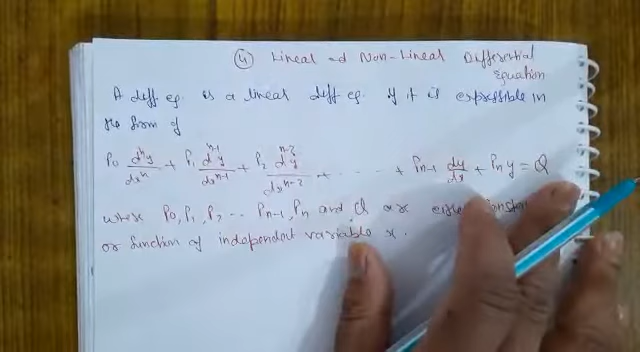 ④ Linear and Non-Linear Differential
Equation
A diff eq. is a linear diff eq. if it is expressible in
the form of
P₀ dⁿy/dxⁿ + P₁ dⁿ⁻¹y/dxⁿ⁻¹ + P₂ dⁿ⁻²y/dxⁿ⁻² + ..... + Pₙ₋₁ dy/dx + Pₙ y = Q
where P₀, P₁, P₂ ... Pₙ₋₁, Pₙ and Q are either
or function of independent variable x.